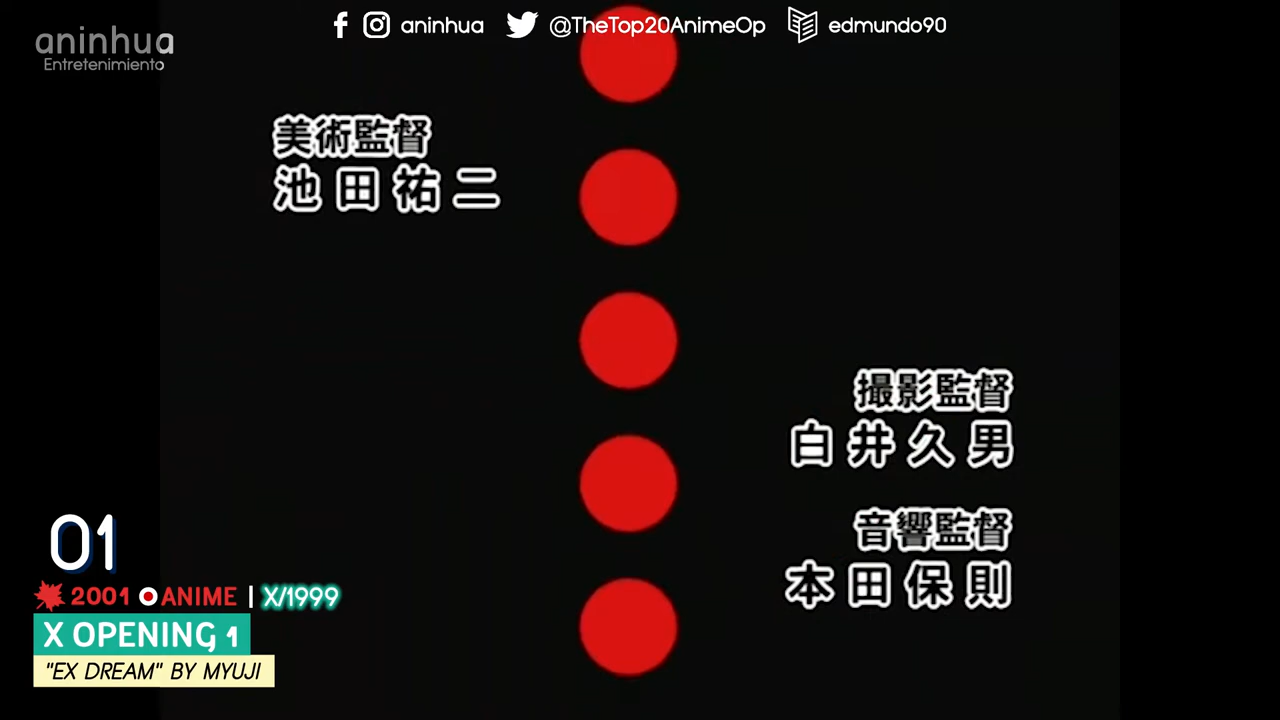 aninhua
Entretenimiento
aninhua @TheTop20AnimeOp edmundo90
美術監督
池田祐二
撮影監督
白井久男
音響監督
本田保則
01
2001 ANIME | X/1999
X OPENING 1
"EX DREAM" BY MYUJI